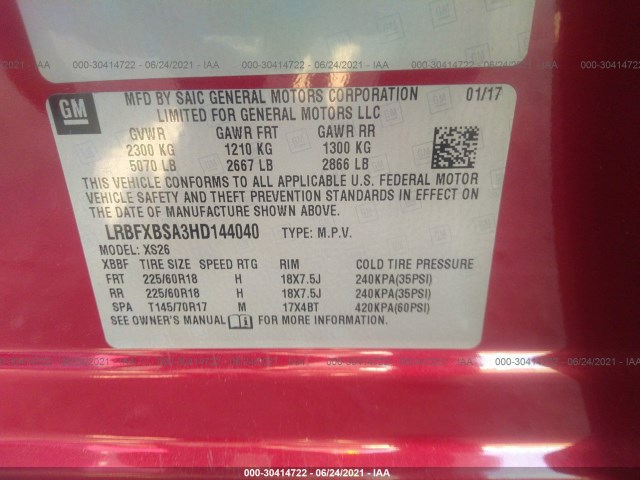 000-30414722 - 06/24/2021 - IAA
GM
MFD BY SAIC GENERAL MOTORS CORPORATION 01/17
LIMITED FOR GENERAL MOTORS LLC
GVWR GAWR FRT GAWR RR
2300 KG 1210 KG 1300 KG
5070 LB 2667 LB 2866 LB
THIS VEHICLE CONFORMS TO ALL APPLICABLE U.S. FEDERAL MOTOR
VEHICLE SAFETY AND THEFT PREVENTION STANDARDS IN EFFECT ON
THE DATE OF MANUFACTURE SHOWN ABOVE.
LRBFXBSA3HD144040 TYPE: M.P.V.
MODEL: XS26
XBBF TIRE SIZE SPEED RTG RIM COLD TIRE PRESSURE
FRT 225/60R18 H 18X7.5J 240KPA(35PSI)
RR 225/60R18 H 18X7.5J 240KPA(35PSI)
SPA T145/70R17 M 17X4BT 420KPA(60PSI)
SEE OWNER'S MANUAL FOR MORE INFORMATION.
000-30414722 - 06/24/2021 - IAA
000-30414722 - 06/24/2021 - IAA